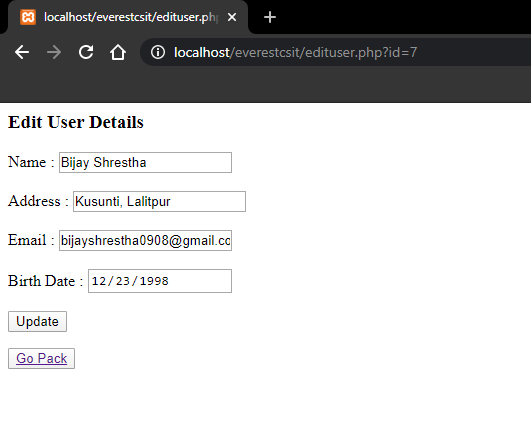 localhost/everestcsit/edituser.php
localhost/everestcsit/edituser.php?id=7
Edit User Details
Name : Bijay Shrestha
Address : Kusunti, Lalitpur
Email : bijayshrestha0908@gmail.co
Birth Date : 12/23/1998
Update
Go Pack